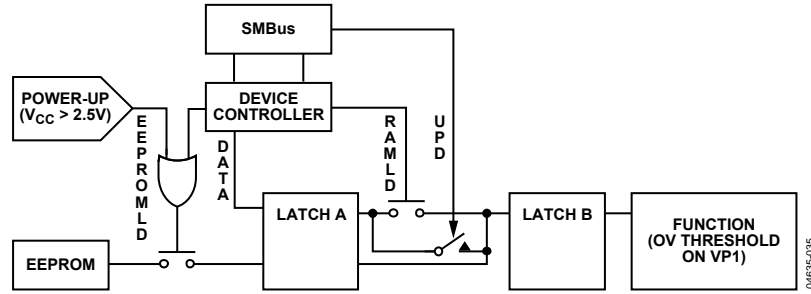 SMBus
POWER-UP
(VCC > 2.5V)
EEPROMLD
DEVICE
CONTROLLER
DATA
RAMLD
UPD
LATCH A
LATCH B
FUNCTION
(OV THRESHOLD
ON VP1)
EEPROM
04635-035